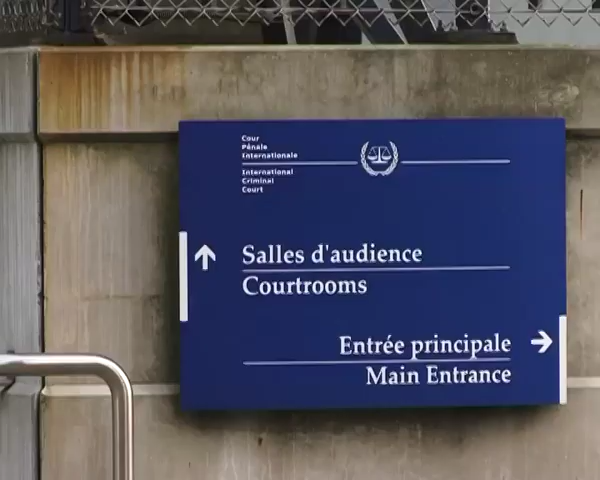 Cour
Pénale
Internationale
International
Criminal
Court
Salles d'audience
Courtrooms
Entrée principale
Main Entrance